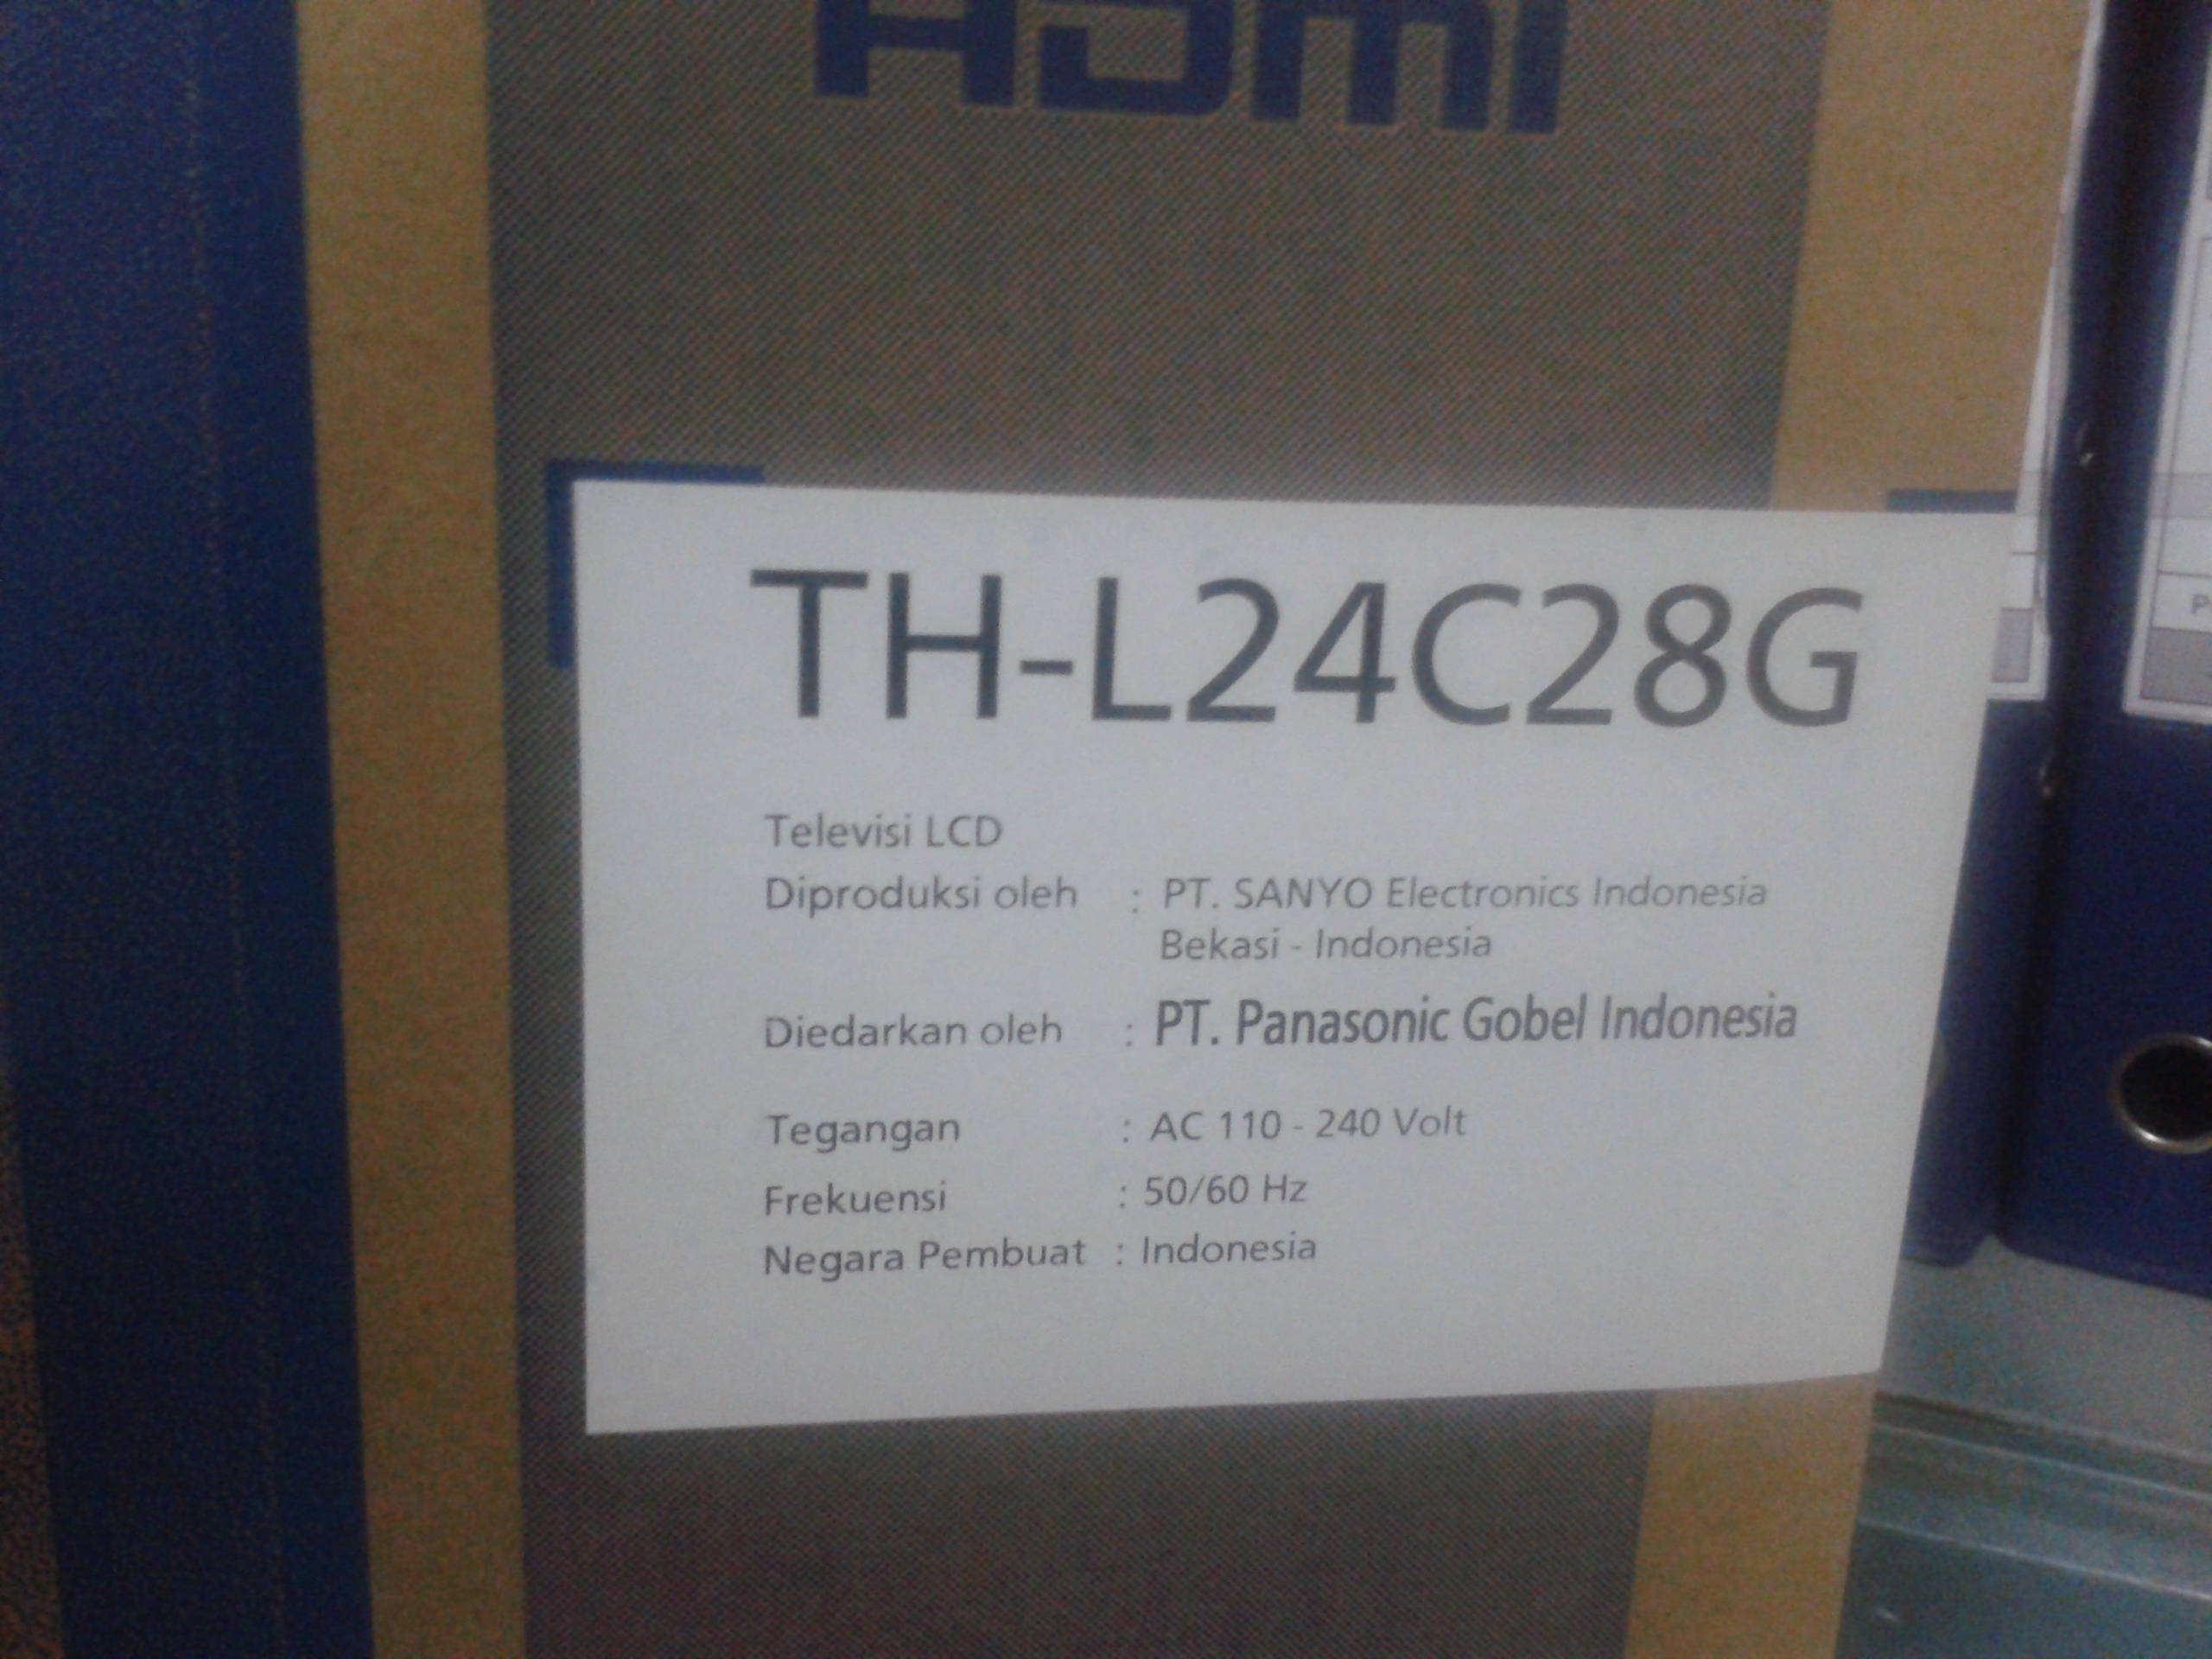 HDMI
TH-L24C28G
Televisi LCD
Diproduksi oleh : PT. SANYO Electronics Indonesia
Bekasi - Indonesia
Diedarkan oleh : PT. Panasonic Gobel Indonesia
Tegangan : AC 110 - 240 Volt
Frekuensi : 50/60 Hz
Negara Pembuat : Indonesia